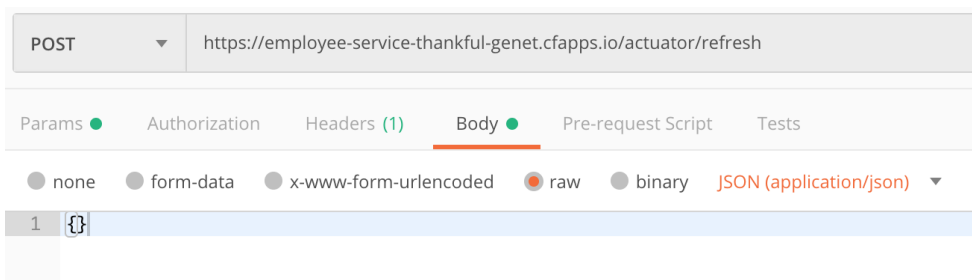 POST https://employee-service-thankful-genet.cfapps.io/actuator/refresh
Params Authorization Headers (1) Body Pre-request Script Tests
none form-data x-www-form-urlencoded raw binary JSON (application/json)
1 {}